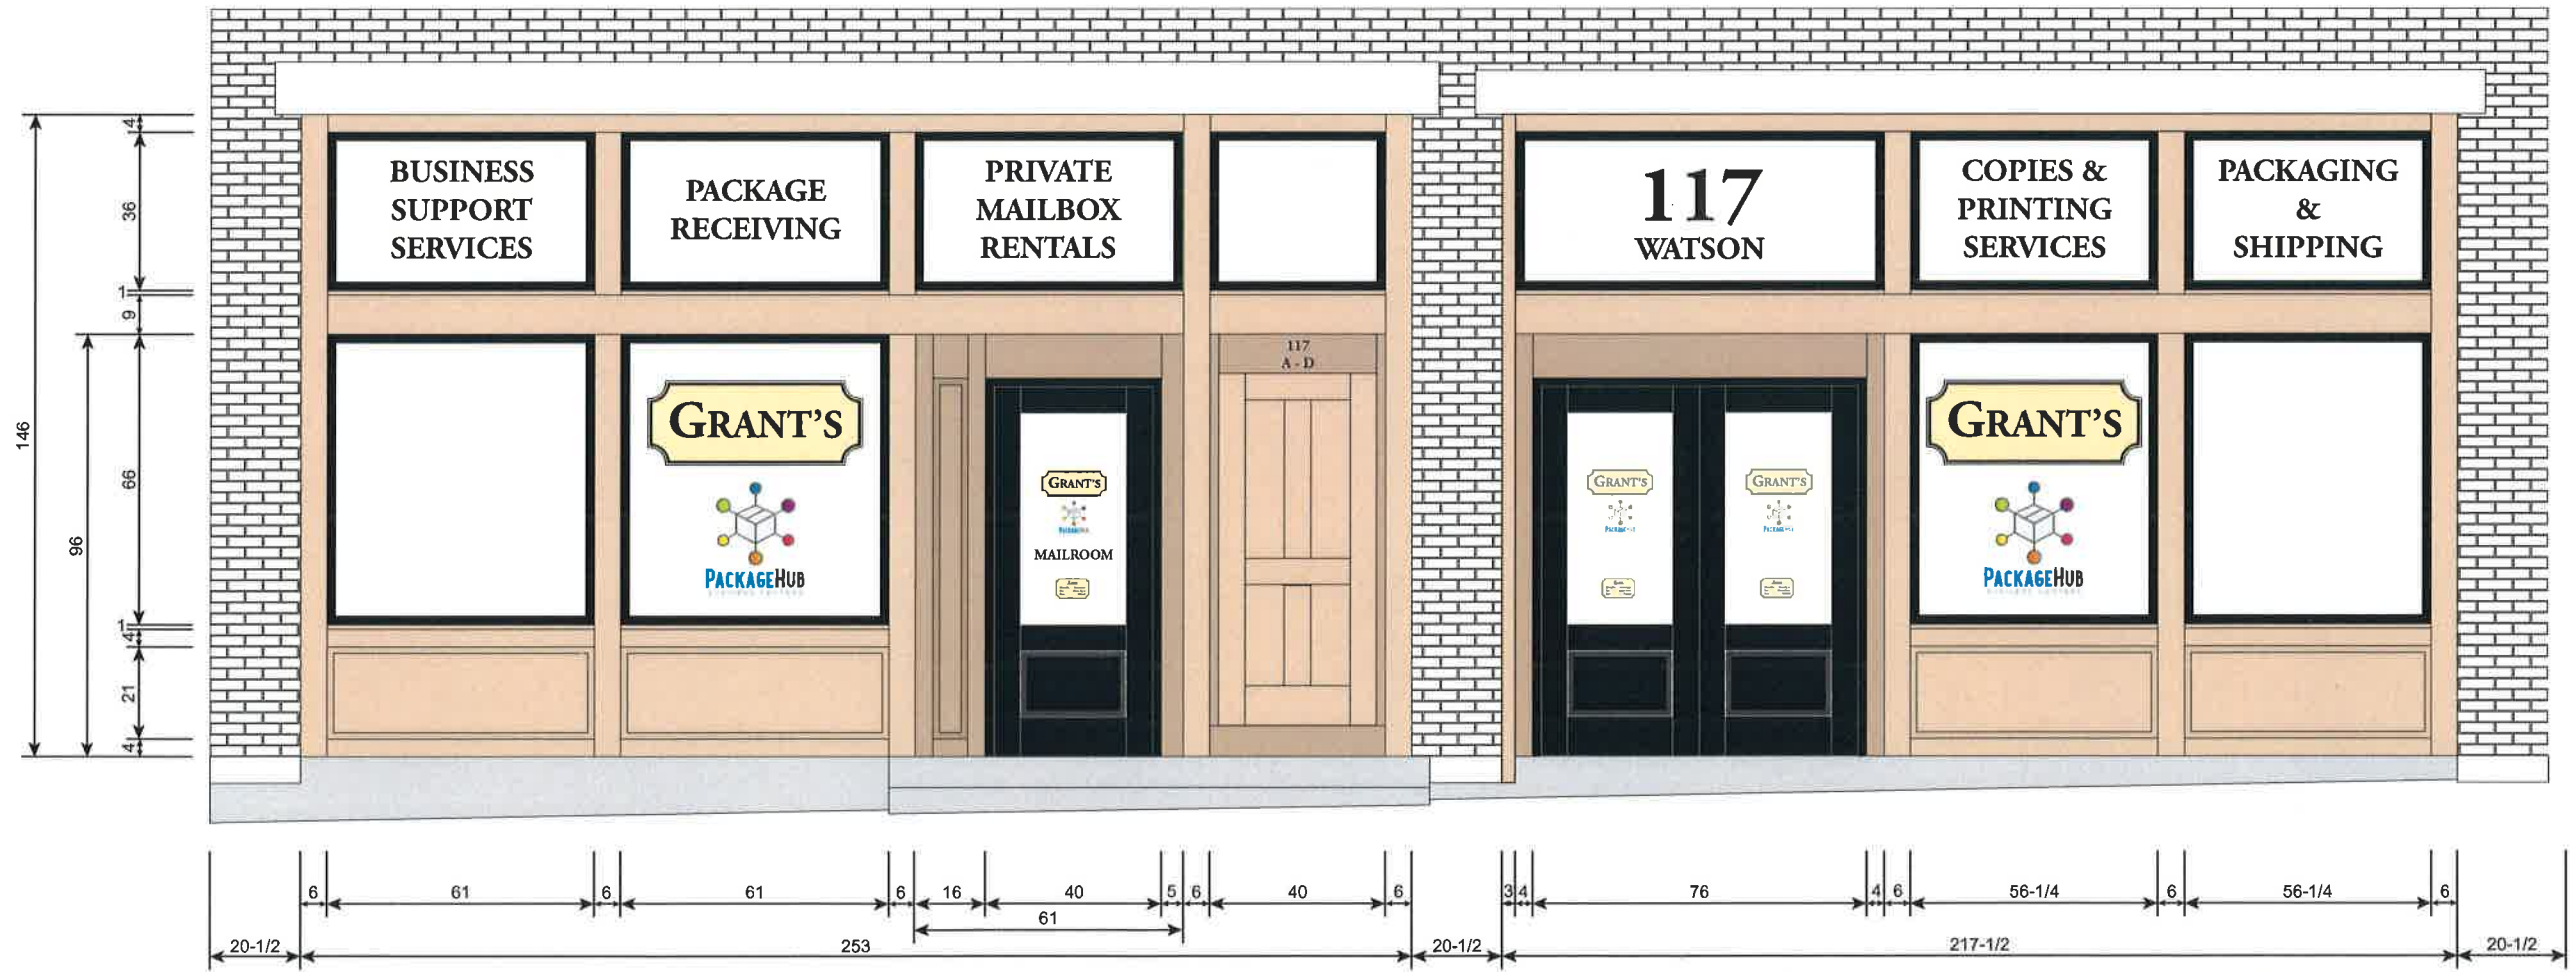 BUSINESS
SUPPORT
SERVICES
PACKAGE
RECEIVING
PRIVATE
MAILBOX
RENTALS
117
WATSON
COPIES &
PRINTING
SERVICES
PACKAGING
&
SHIPPING
GRANT'S
PACKAGEHUB
GRANT'S
PACKAGEHUB
MAILROOM
117
A - D
GRANT'S
PACKAGEHUB
GRANT'S
PACKAGEHUB
GRANT'S
PACKAGEHUB
4
36
1
9
146
96
66
1
4
21
4
6
61
6
61
6
16
40
5
6
40
6
3
4
76
4
6
56-1/4
6
56-1/4
6
61
20-1/2
253
20-1/2
217-1/2
20-1/2